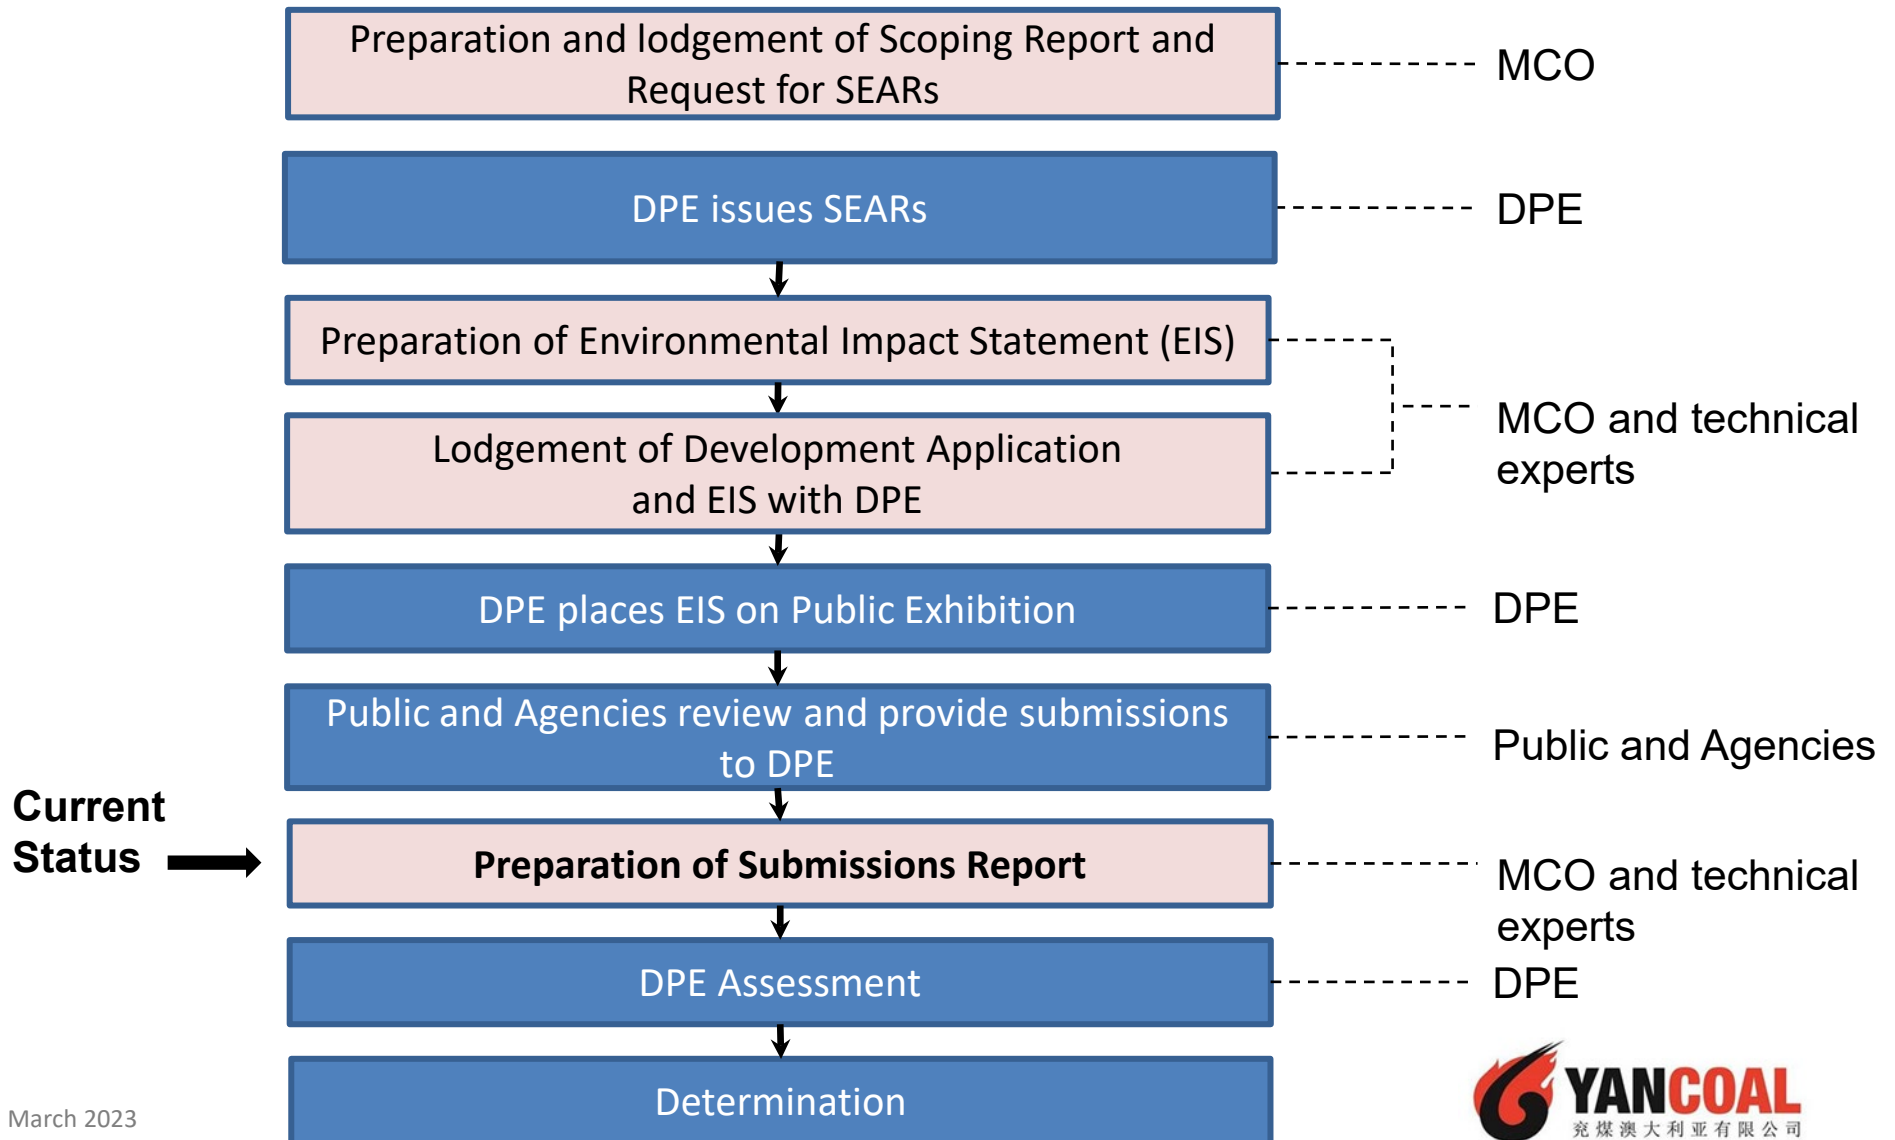 Preparation and lodgement of Scoping Report and
Request for SEARs
MCO
DPE issues SEARs
DPE
Preparation of Environmental Impact Statement (EIS)
Lodgement of Development Application
and EIS with DPE
MCO and technical
experts
DPE places EIS on Public Exhibition
DPE
Public and Agencies review and provide submissions
to DPE
Public and Agencies
Current
Status
Preparation of Submissions Report
MCO and technical
experts
DPE Assessment
DPE
Determination
March 2023
YANCOAL
兖煤澳大利亚有限公司